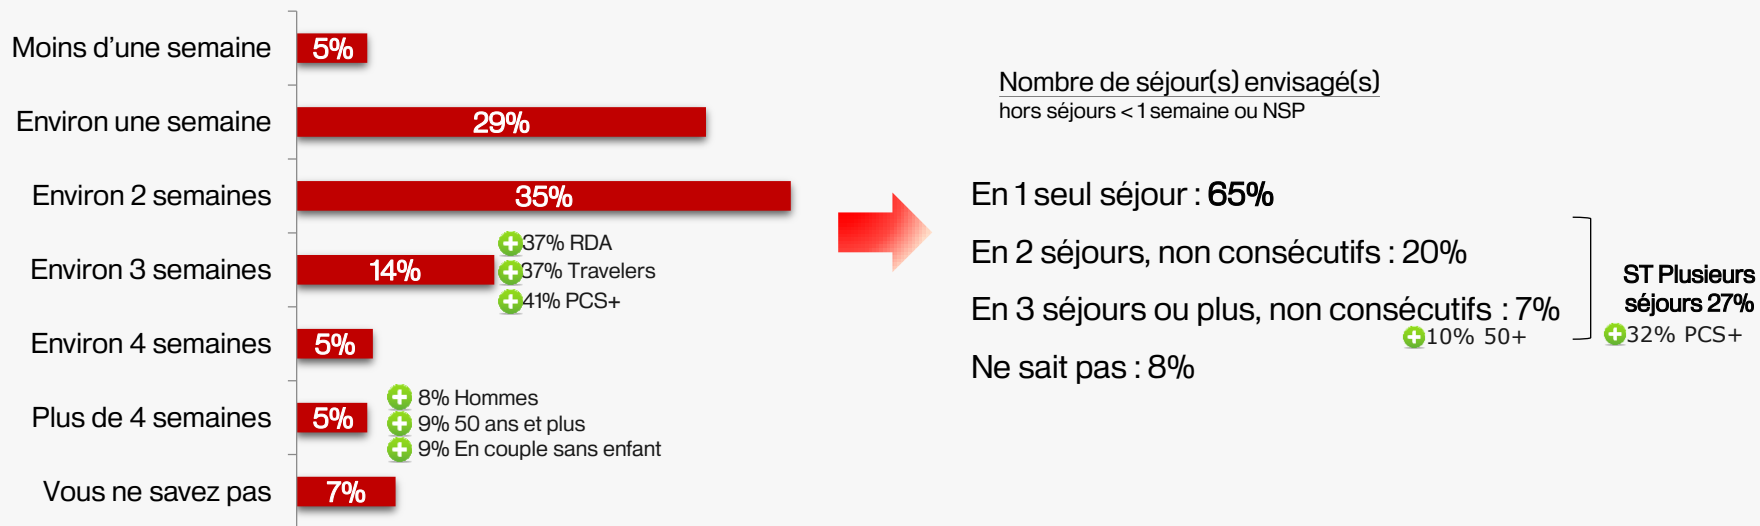 Moins d’une semaine
5%
Environ une semaine
29%
Environ 2 semaines
35%
Environ 3 semaines
14%
37% RDA
37% Travelers
41% PCS+
Environ 4 semaines
5%
Plus de 4 semaines
5%
8% Hommes
9% 50 ans et plus
9% En couple sans enfant
Vous ne savez pas
7%
Nombre de séjour(s) envisagé(s)
hors séjours < 1 semaine ou NSP
En 1 seul séjour : 65%
En 2 séjours, non consécutifs : 20%
En 3 séjours ou plus, non consécutifs : 7%
10% 50+
Ne sait pas : 8%
ST Plusieurs
séjours 27%
32% PCS+